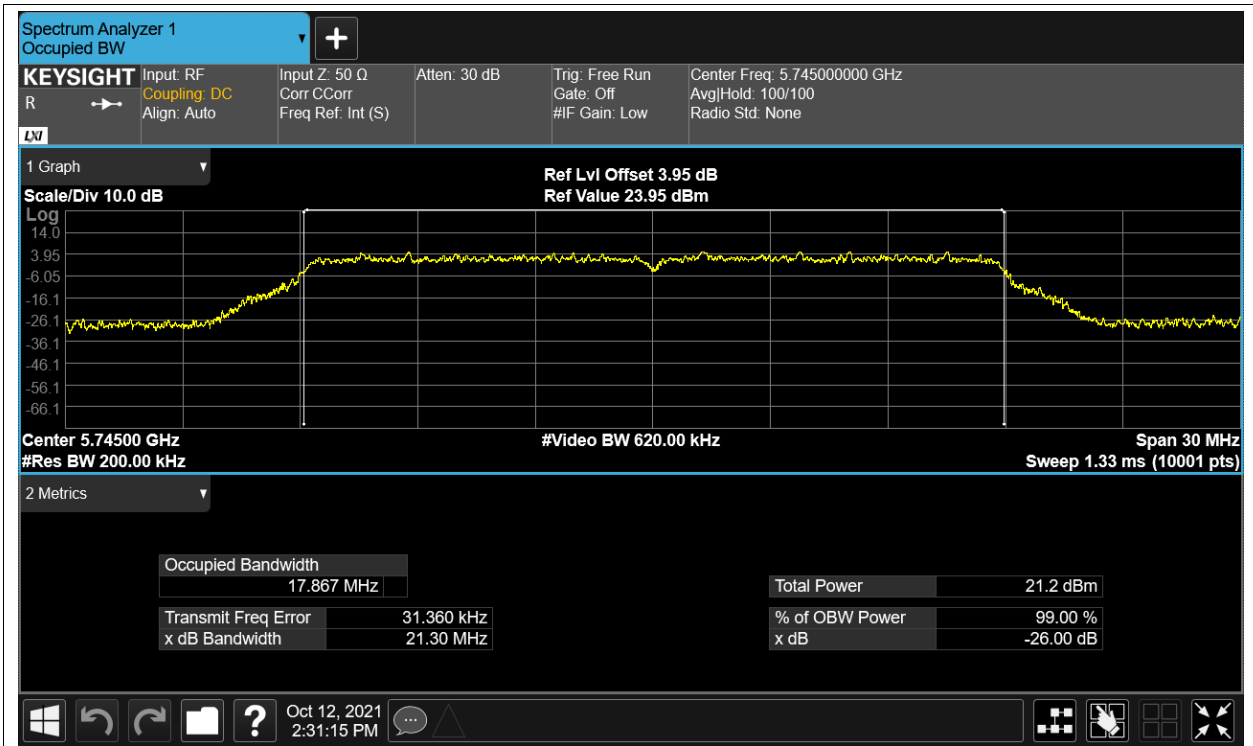 Spectrum Analyzer 1
Occupied BW
KEYSIGHT
R
LXI
Input: RF
Coupling: DC
Align: Auto
Input Z: 50 Ω
Corr CCorr
Freq Ref: Int (S)
Atten: 30 dB
Trig: Free Run
Gate: Off
#IF Gain: Low
Center Freq: 5.745000000 GHz
Avg|Hold: 100/100
Radio Std: None
1 Graph
Scale/Div 10.0 dB
Ref Lvl Offset 3.95 dB
Ref Value 23.95 dBm
Log
14.0
3.95
-6.05
-16.1
-26.1
-36.1
-46.1
-56.1
-66.1
Center 5.74500 GHz
#Video BW 620.00 kHz
Span 30 MHz
#Res BW 200.00 kHz
Sweep 1.33 ms (10001 pts)
2 Metrics
Occupied Bandwidth
17.867 MHz
Transmit Freq Error 31.360 kHz
x dB Bandwidth 21.30 MHz
Total Power 21.2 dBm
% of OBW Power 99.00 %
x dB -26.00 dB
?
Oct 12, 2021
2:31:15 PM